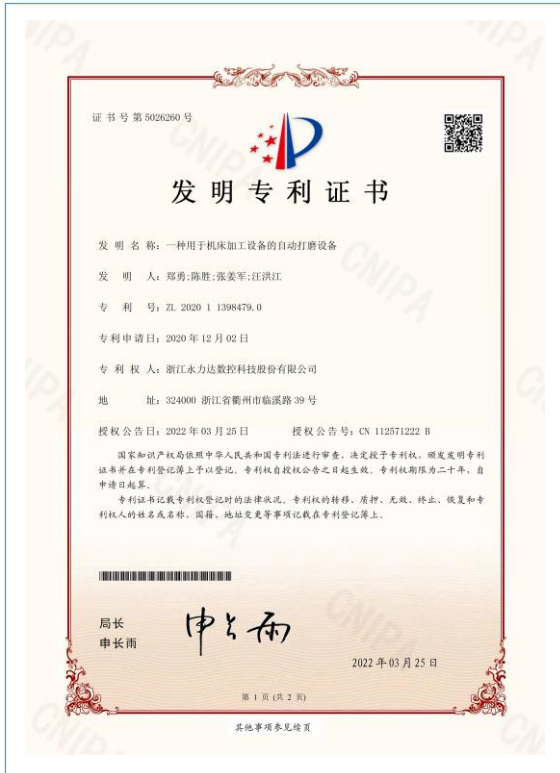 证书号第5026260号
发明专利证书
发明名称：一种用于机床加工设备的自动打磨设备
发明人：郑勇;陈胜;张姜军;汪洪江
专利号：ZL 2020 1 1398479.0
专利申请日：2020年12月02日
专利权人：浙江永力达数控科技股份有限公司
地址：324000 浙江省衢州市临溪路39号
授权公告日：2022年03月25日 授权公告号：CN 112571222 B
国家知识产权局依照中华人民共和国专利法进行审查，决定授予专利权，颁发发明专利
证书并在专利登记簿上予以登记。专利权自授权公告之日起生效。专利权期限为二十年，自
申请日起算。
专利证书记载专利权登记时的法律状况。专利权的转移、质押、无效、终止、恢复和专
利权人的姓名或名称、国籍、地址变更等事项记载在专利登记簿上。
局长
申长雨
申长雨
2022年03月25日
第 1 页 (共 2 页)
其他事项参见续页
CNIPA
CNIPA
CNIPA
CNIPA
CNIPA
CNIPA
CNIPA